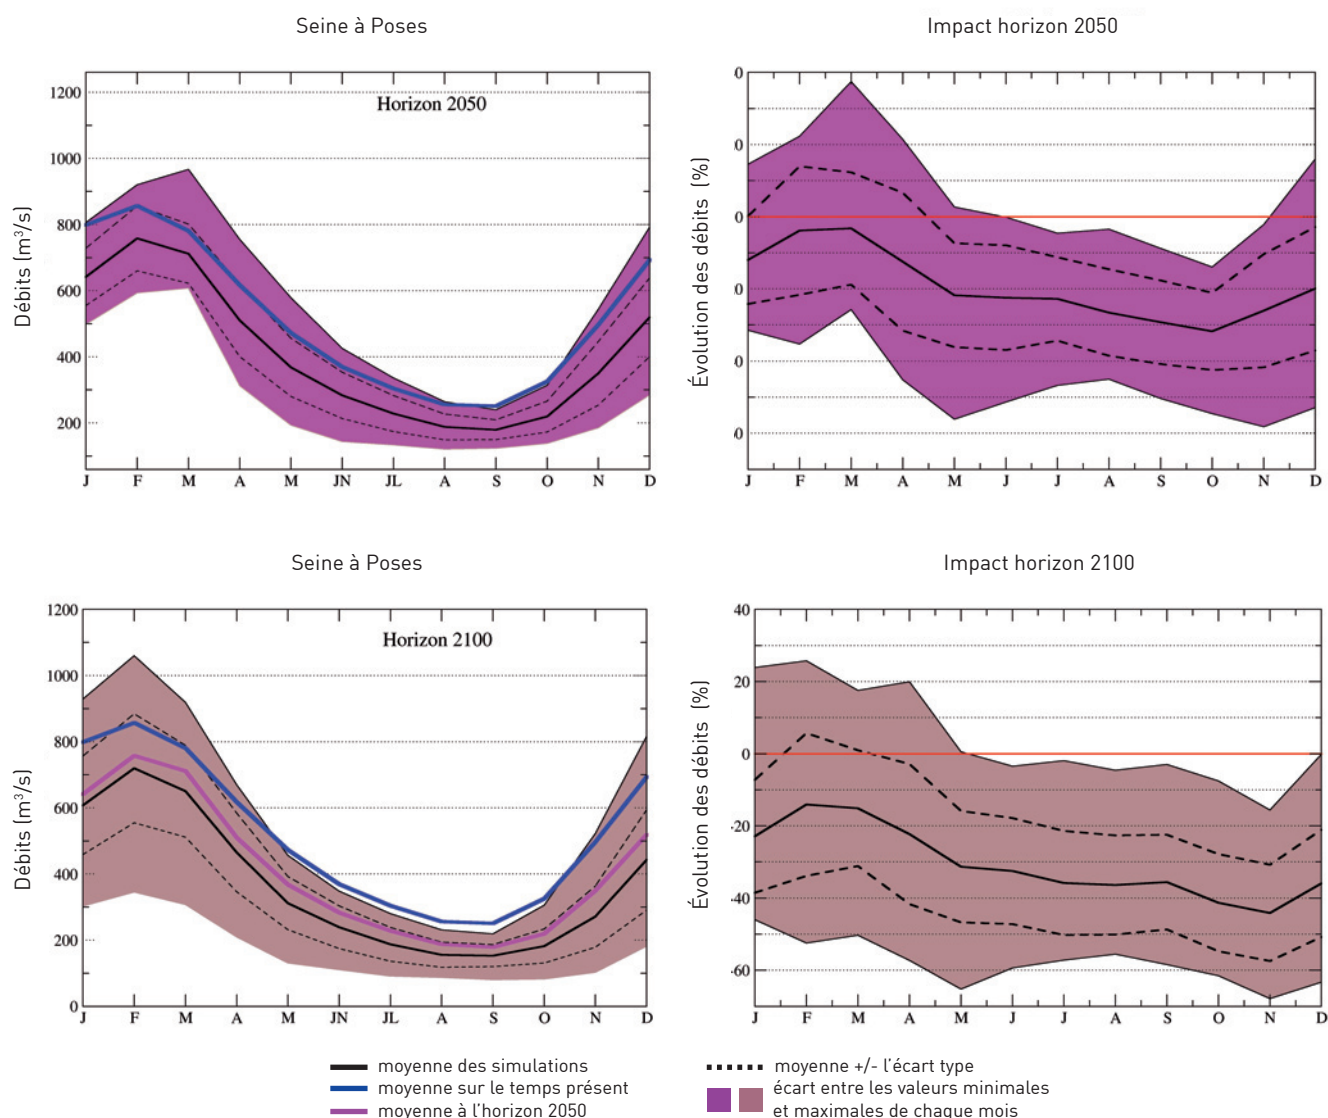 Seine à Poses
Impact horizon 2050
Horizon 2050
Débits (m³/s)
1200
1000
800
600
400
200
J F M A M JN JL A S O N D
Évolution des débits (%)
0
0
0
0
0
0
J F M A M J J A S O N D
Seine à Poses
Impact horizon 2100
Horizon 2100
Débits (m³/s)
1200
1000
800
600
400
200
0
J F M A M JN JL A S O N D
Évolution des débits (%)
40
20
0
-20
-40
-60
J F M A M J J A S O N D
moyenne des simulations
moyenne sur le temps présent
moyenne à l'horizon 2050
moyenne +/- l'écart type
écart entre les valeurs minimales
et maximales de chaque mois